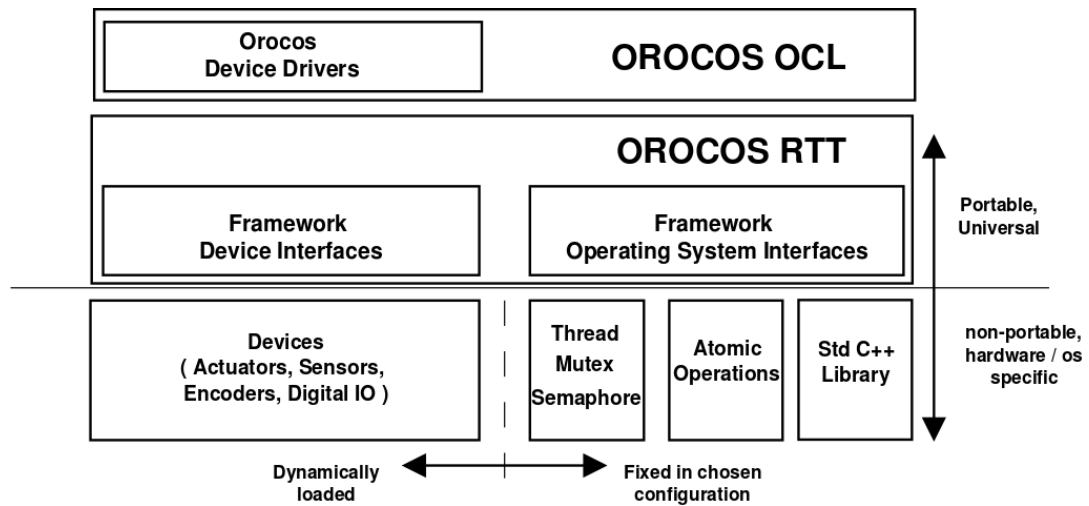 Orocos
Device Drivers
OROCOS OCL
OROCOS RTT
Framework
Device Interfaces
Framework
Operating System Interfaces
Portable,
Universal
Devices
( Actuators, Sensors,
Encoders, Digital IO )
Thread
Mutex
Semaphore
Atomic
Operations
Std C++
Library
non-portable,
hardware / os
specific
Dynamically
loaded
Fixed in chosen
configuration